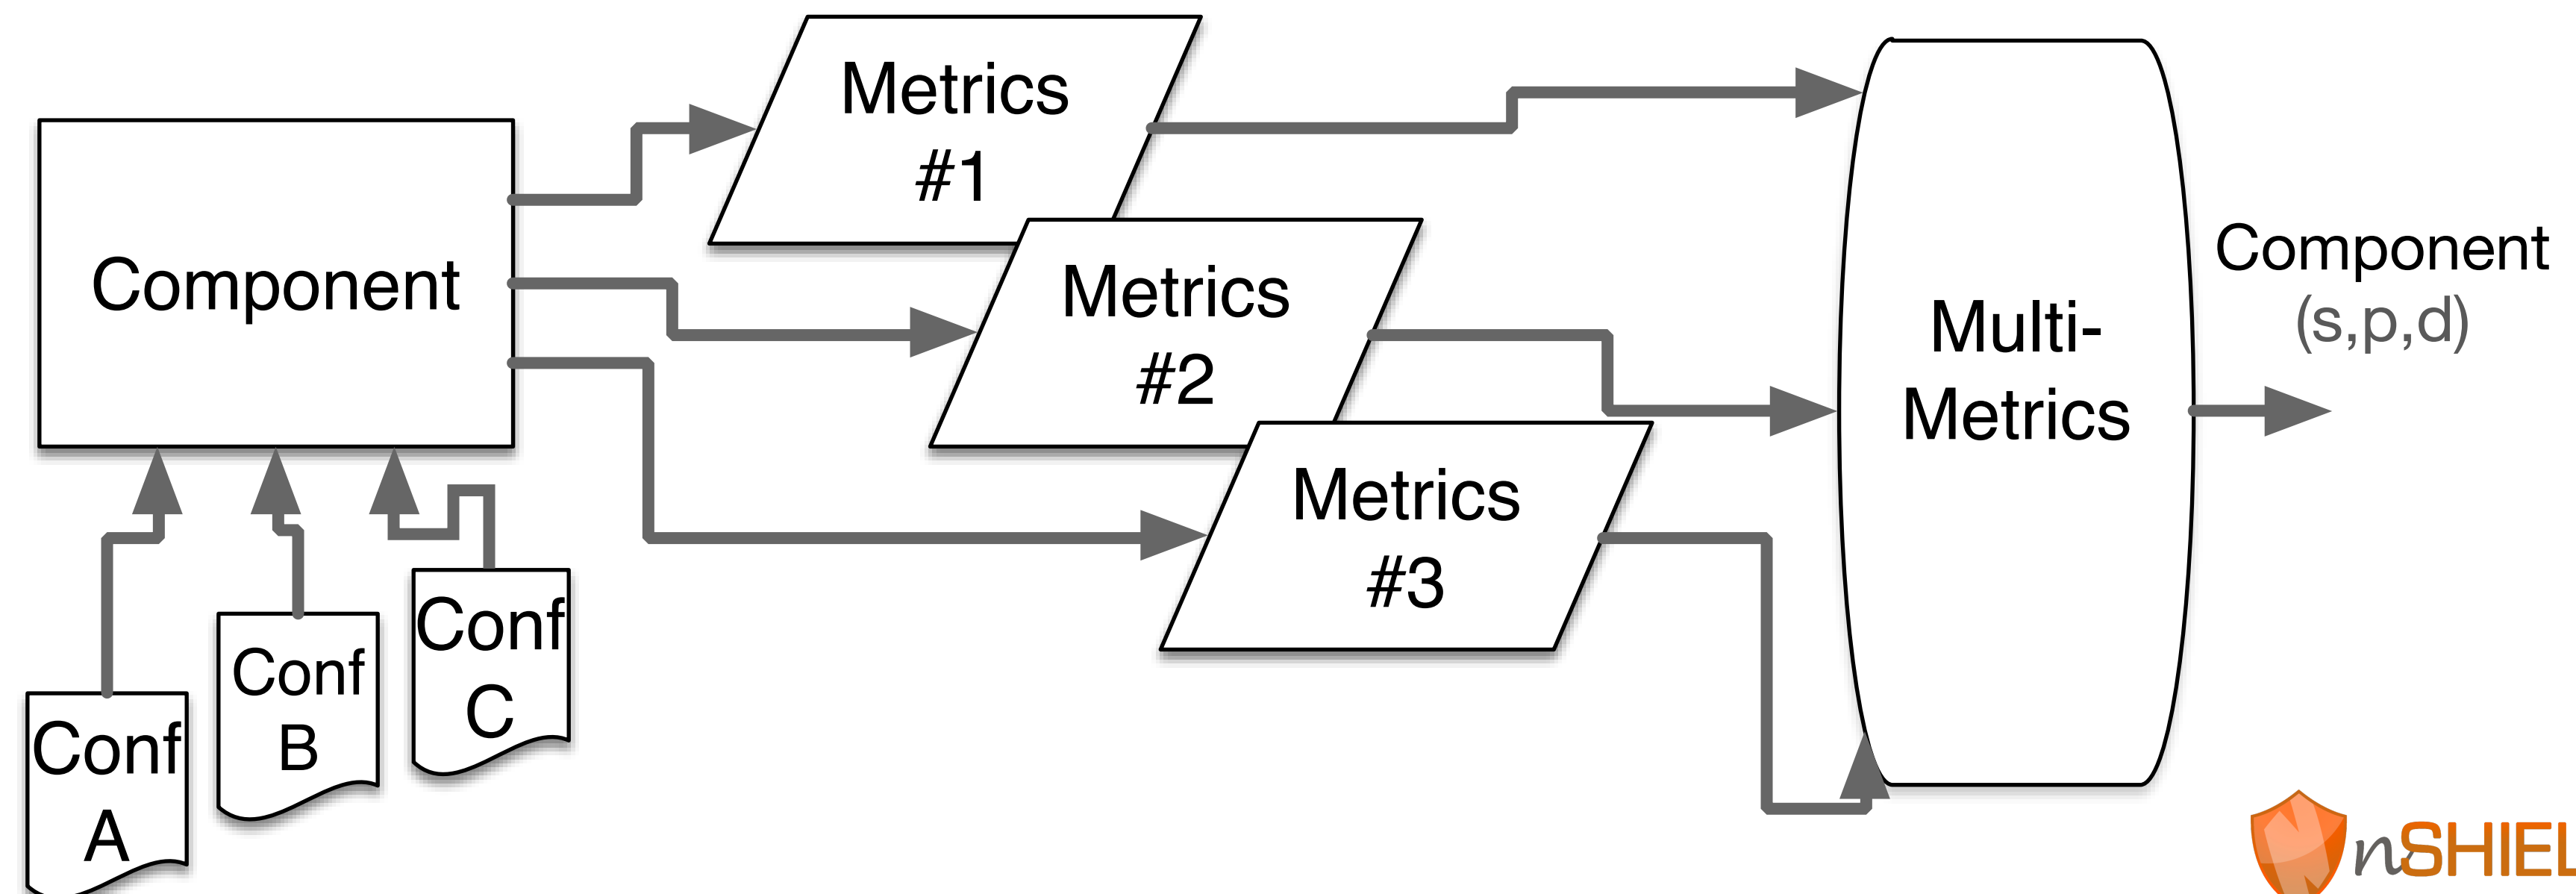 Metrics
#1
Component
Metrics
#2
Metrics
#3
Multi-
Metrics
Component
(s,p,d)
Conf
A
Conf
B
Conf
C
nSHIEL